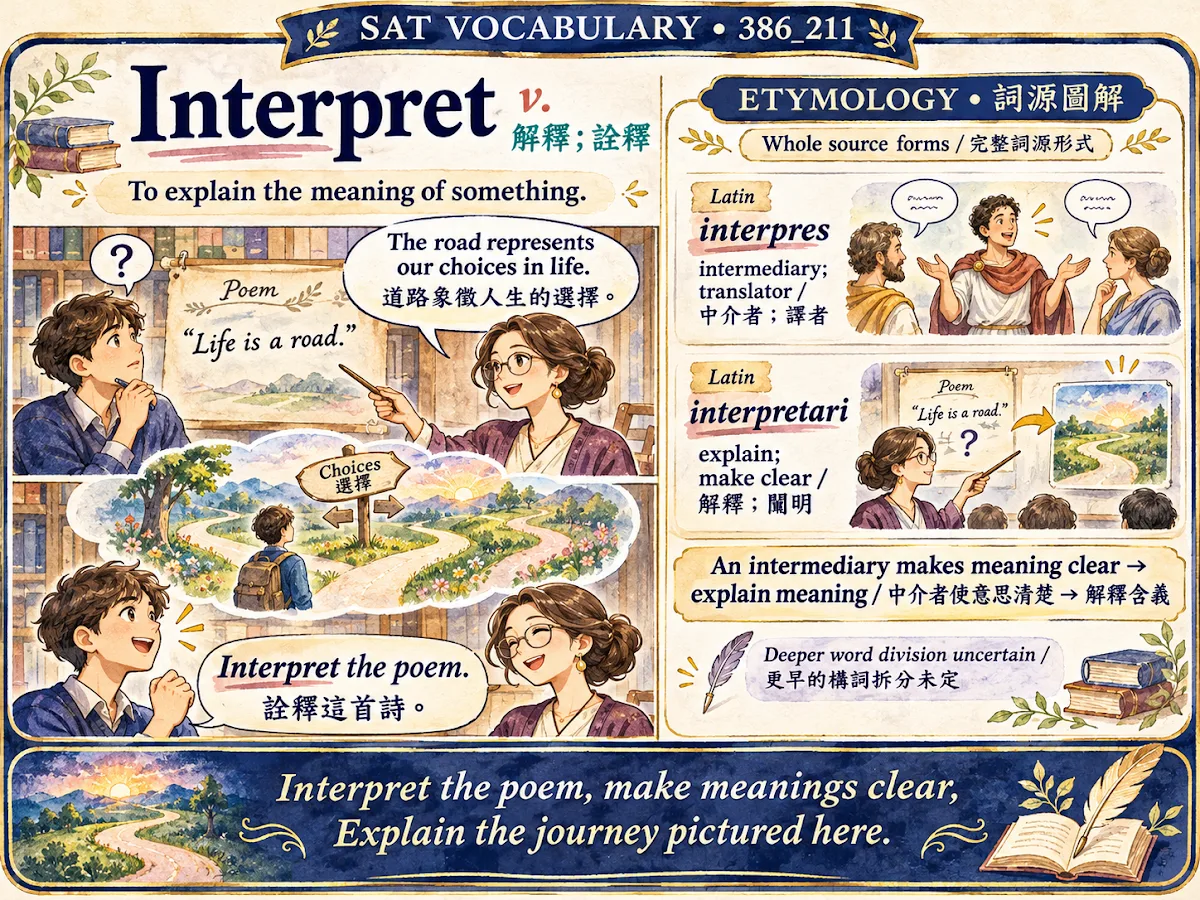 SAT VOCABULARY • 386_211
Interpret v.
解釋；詮釋
To explain the meaning of something.
?
Poem
“Life is a road.”
The road represents
our choices in life.
道路象徵人生的選擇。
Choices
選擇
Interpret the poem.
詮釋這首詩。
ETYMOLOGY • 詞源圖解
Whole source forms / 完整詞源形式
Latin
interpres
intermediary;
translator /
中介者；譯者
Latin
interpretari
explain;
make clear /
解釋；闡明
Poem
“Life is a road.”
?
An intermediary makes meaning clear →
explain meaning / 中介者使意思清楚 → 解釋含義
Deeper word division uncertain /
更早的構詞拆分未定
Interpret the poem, make meanings clear,
Explain the journey pictured here.